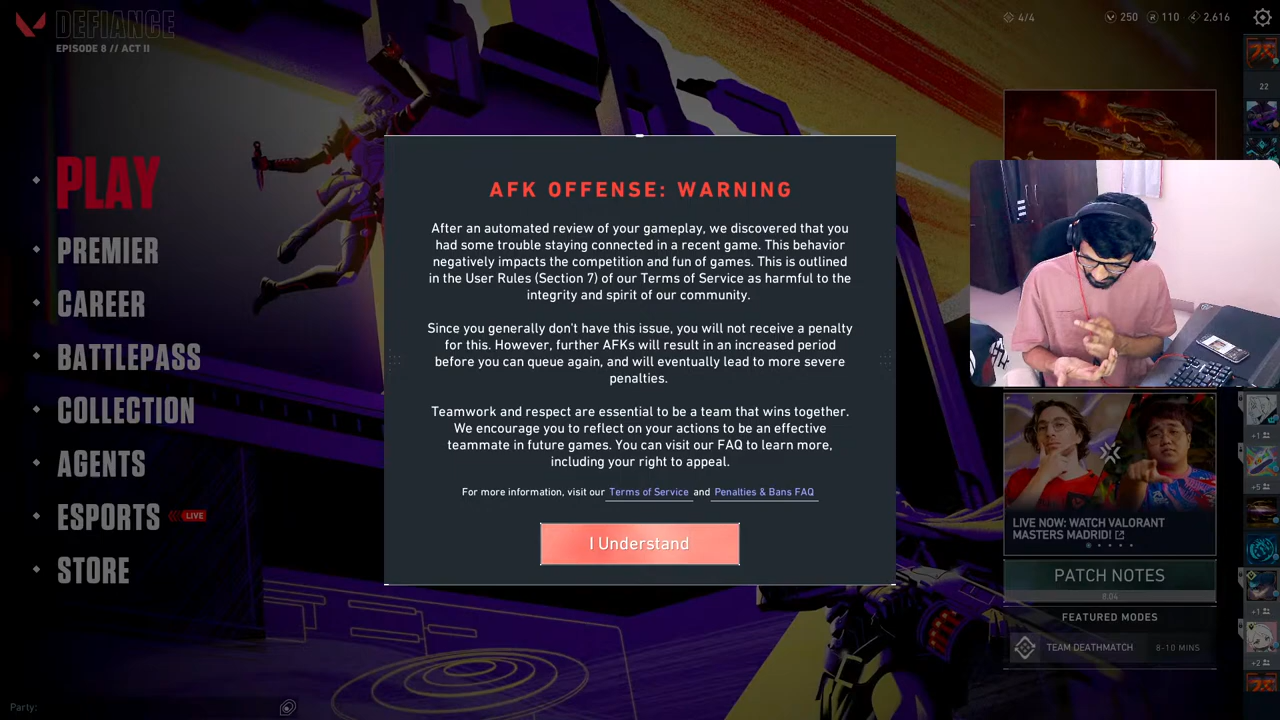 DEFIANCE
EPISODE 8 // ACT II
4/4
250
110
2,616
22
PLAY
PREMIER
CAREER
BATTLEPASS
COLLECTION
AGENTS
ESPORTS
LIVE
STORE
AFK OFFENSE: WARNING
After an automated review of your gameplay, we discovered that you
had some trouble staying connected in a recent game. This behavior
negatively impacts the competition and fun of games. This is outlined
in the User Rules (Section 7) of our Terms of Service as harmful to the
integrity and spirit of our community.
Since you generally don't have this issue, you will not receive a penalty
for this. However, further AFKs will result in an increased period
before you can queue again, and will eventually lead to more severe
penalties.
Teamwork and respect are essential to be a team that wins together.
We encourage you to reflect on your actions to be an effective
teammate in future games. You can visit our FAQ to learn more,
including your right to appeal.
For more information, visit our Terms of Service and Penalties & Bans FAQ
I Understand
LIVE NOW: WATCH VALORANT
MASTERS MADRID!
PATCH NOTES
8.04
FEATURED MODES
TEAM DEATHMATCH 8-10 MINS
+1
+5
+1
+2
Party: